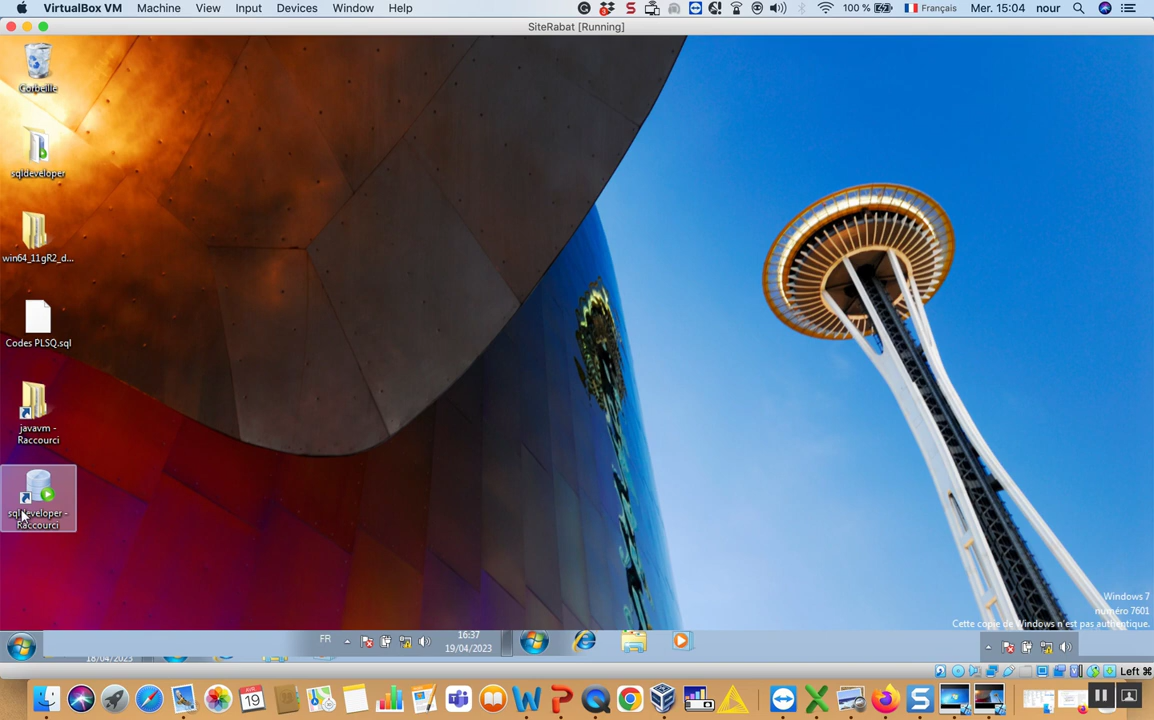 VirtualBox VM Machine View Input Devices Window Help
100 % Français Mer. 15:04 nour
SiteRabat [Running]
Corbeille
sqldeveloper
win64_11gR2_d...
Codes PLSQ.sql
javavm -
Raccourci
sqldeveloper -
Raccourci
Windows 7
numéro 7601
Cette copie de Windows n'est pas authentique.
FR
16:37
19/04/2023
18/04/2023
Left ⌘
AVR
19